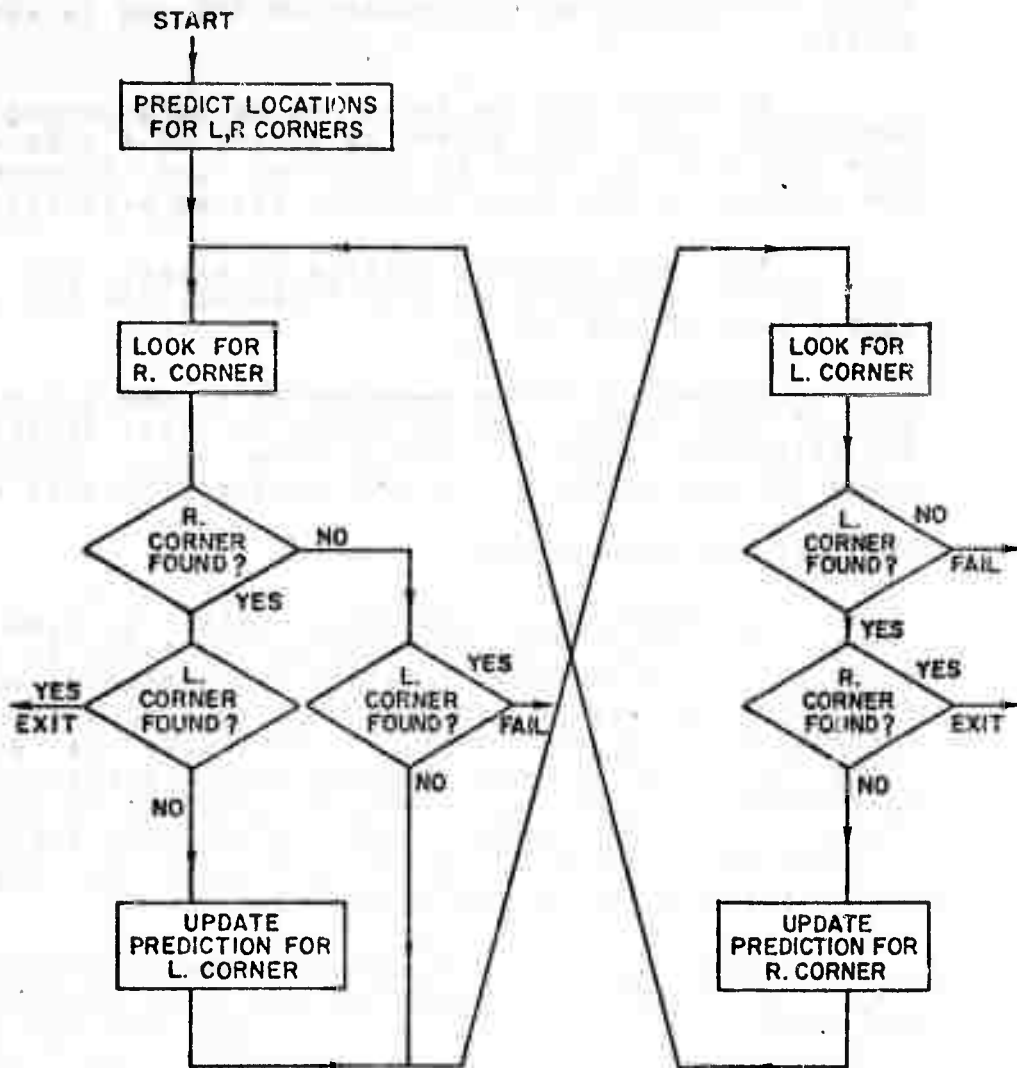 START
PREDICT LOCATIONS
FOR L,R CORNERS
LOOK FOR
R. CORNER
R.
CORNER
FOUND?
NO
YES
L.
CORNER
FOUND?
YES
EXIT
NO
L.
CORNER
FOUND?
YES
FAIL
NO
UPDATE
PREDICTION FOR
L. CORNER
LOOK FOR
L. CORNER
L.
CORNER
FOUND?
NO
FAIL
YES
R.
CORNER
FOUND?
YES
EXIT
NO
UPDATE
PREDICTION FOR
R. CORNER